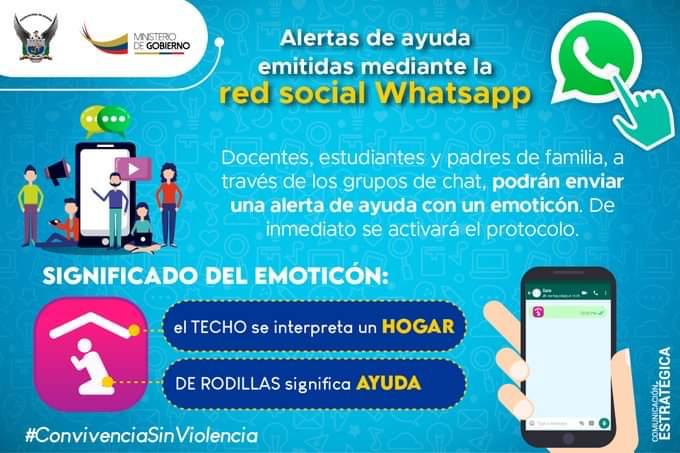 MINISTERIO
DE GOBIERNO
Alertas de ayuda
emitidas mediante la
red social Whatsapp
Docentes, estudiantes y padres de familia, a
través de los grupos de chat, podrán enviar
una alerta de ayuda con un emoticón. De
inmediato se activará el protocolo.
SIGNIFICADO DEL EMOTICÓN:
el TECHO se interpreta un HOGAR
DE RODILLAS significa AYUDA
#ConvivenciaSinViolencia
COMUNICACIÓN
ESTRATÉGICA